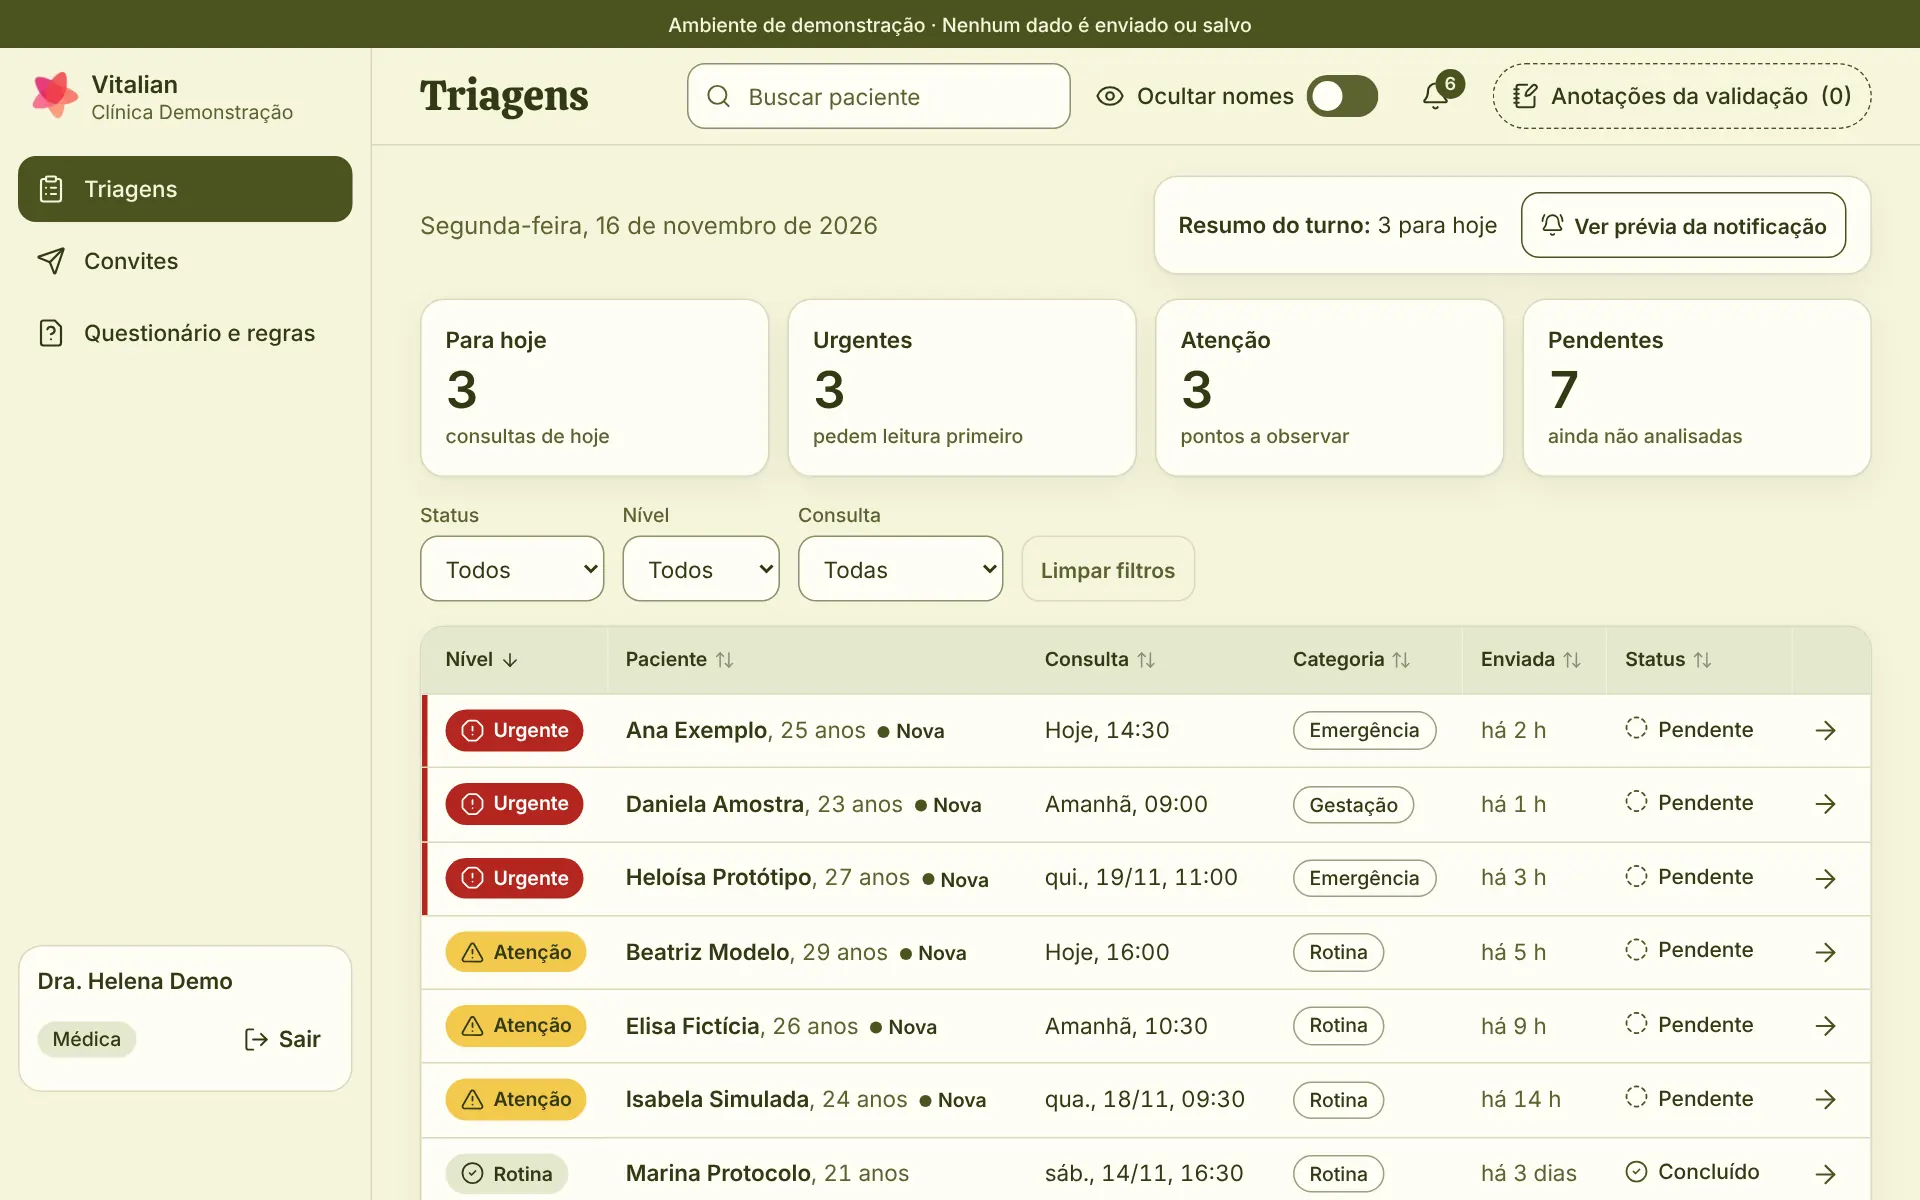 Ambiente de demonstração · Nenhum dado é enviado ou salvo
Vitalian
Clínica Demonstração
Triagens
Convites
Questionário e regras
Dra. Helena Demo
Médica
Sair
Triagens
Buscar paciente
Ocultar nomes
6
Anotações da validação (0)
Segunda-feira, 16 de novembro de 2026
Resumo do turno: 3 para hoje
Ver prévia da notificação
Para hoje
3
consultas de hoje
Urgentes
3
pedem leitura primeiro
Atenção
3
pontos a observar
Pendentes
7
ainda não analisadas
Status
Todos
Nível
Todos
Consulta
Todas
Limpar filtros
Nível Paciente Consulta Categoria Enviada Status
Urgente Ana Exemplo, 25 anos Nova Hoje, 14:30 Emergência há 2 h Pendente
Urgente Daniela Amostra, 23 anos Nova Amanhã, 09:00 Gestação há 1 h Pendente
Urgente Heloísa Protótipo, 27 anos Nova qui., 19/11, 11:00 Emergência há 3 h Pendente
Atenção Beatriz Modelo, 29 anos Nova Hoje, 16:00 Rotina há 5 h Pendente
Atenção Elisa Fictícia, 26 anos Nova Amanhã, 10:30 Rotina há 9 h Pendente
Atenção Isabela Simulada, 24 anos Nova qua., 18/11, 09:30 Rotina há 14 h Pendente
Rotina Marina Protocolo, 21 anos sáb., 14/11, 16:30 Rotina há 3 dias Concluído